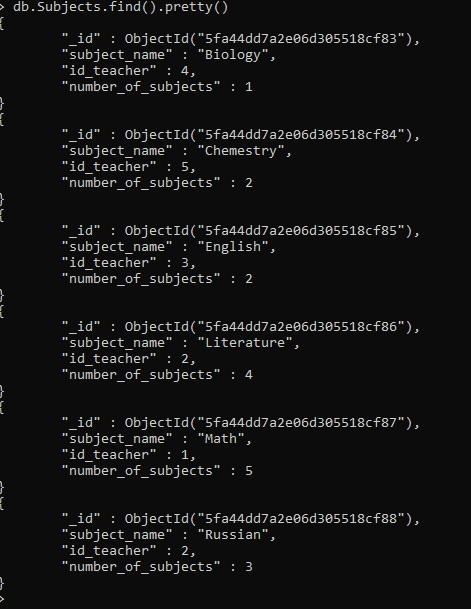 > db.Subjects.find().pretty()
{
"_id" : ObjectId("5fa44dd7a2e06d305518cf83"),
"subject_name" : "Biology",
"id_teacher" : 4,
"number_of_subjects" : 1
}
{
"_id" : ObjectId("5fa44dd7a2e06d305518cf84"),
"subject_name" : "Chemestry",
"id_teacher" : 5,
"number_of_subjects" : 2
}
{
"_id" : ObjectId("5fa44dd7a2e06d305518cf85"),
"subject_name" : "English",
"id_teacher" : 3,
"number_of_subjects" : 2
}
{
"_id" : ObjectId("5fa44dd7a2e06d305518cf86"),
"subject_name" : "Literature",
"id_teacher" : 2,
"number_of_subjects" : 4
}
{
"_id" : ObjectId("5fa44dd7a2e06d305518cf87"),
"subject_name" : "Math",
"id_teacher" : 1,
"number_of_subjects" : 5
}
{
"_id" : ObjectId("5fa44dd7a2e06d305518cf88"),
"subject_name" : "Russian",
"id_teacher" : 2,
"number_of_subjects" : 3
}
>